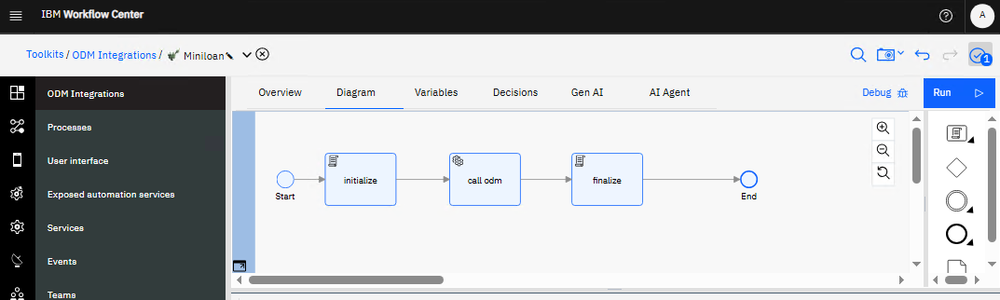 IBM Workflow Center
A
Toolkits / ODM Integrations / Miniloan
1
ODM Integrations
Processes
User interface
Exposed automation services
Services
Events
Teams
Overview Diagram Variables Decisions Gen AI AI Agent
Debug
Run
initialize
call odm
finalize
Start
End